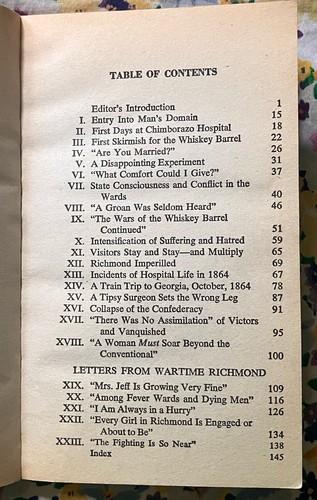 TABLE OF CONTENTS
Editor's Introduction 1
I. Entry Into Man's Domain 15
II. First Days at Chimborazo Hospital 18
III. First Skirmish for the Whiskey Barrel 22
IV. "Are You Married?" 26
V. A Disappointing Experiment 31
VI. "What Comfort Could I Give?" 37
VII. State Consciousness and Conflict in the
Wards 40
VIII. "A Groan Was Seldom Heard" 46
IX. "The Wars of the Whiskey Barrel
Continued" 51
X. Intensification of Suffering and Hatred 59
XI. Visitors Stay and Stay—and Multiply 65
XII. Richmond Imperilled 69
XIII. Incidents of Hospital Life in 1864 67
XIV. A Train Trip to Georgia, October, 1864 78
XV. A Tipsy Surgeon Sets the Wrong Leg 87
XVI. Collapse of the Confederacy 91
XVII. "There Was No Assimilation" of Victors
and Vanquished 95
XVIII. "A Woman Must Soar Beyond the
Conventional" 100
LETTERS FROM WARTIME RICHMOND
XIX. "Mrs. Jeff Is Growing Very Fine" 109
XX. "Among Fever Wards and Dying Men" 116
XXI. "I Am Always in a Hurry" 126
XXII. "Every Girl in Richmond Is Engaged or
About to Be" 134
XXIII. "The Fighting Is So Near" 138
Index 145